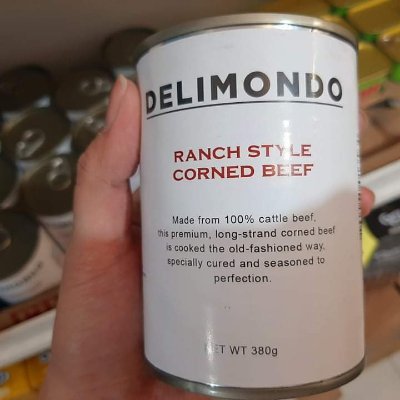 DELIMONDO
RANCH STYLE
CORNED BEEF
Made from 100% cattle beef,
this premium, long-strand corned beef
is cooked the old-fashioned way,
specially cured and seasoned to
perfection.
NET WT 380g